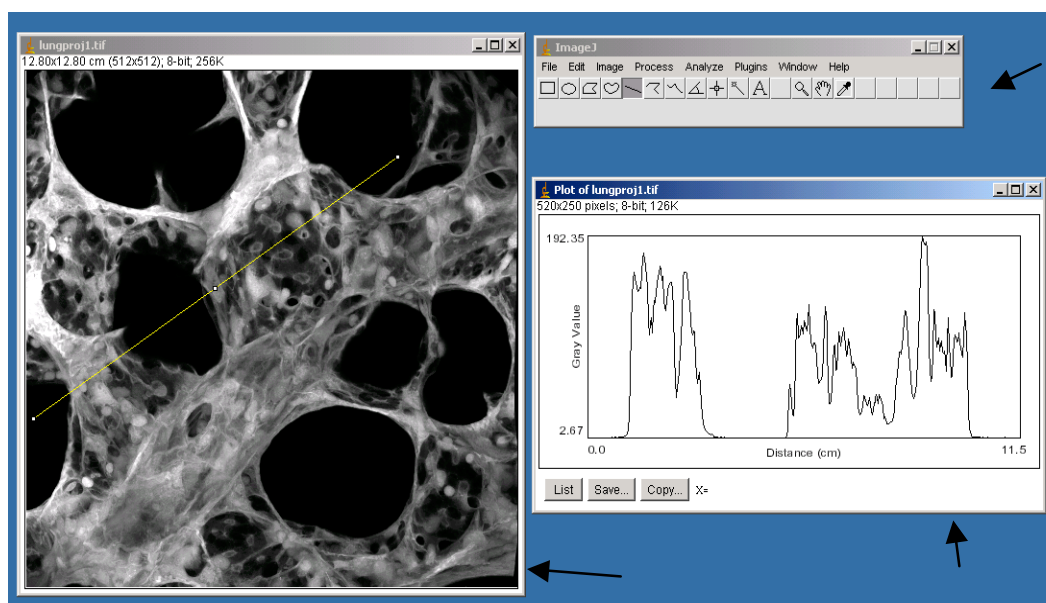 lungproj1.tif
12.80x12.80 cm (512x512); 8-bit; 256K
ImageJ
File Edit Image Process Analyze Plugins Window Help
A
Plot of lungproj1.tif
520x250 pixels; 8-bit; 126K
192.35
Gray Value
2.67
0.0 Distance (cm) 11.5
List Save... Copy... X=